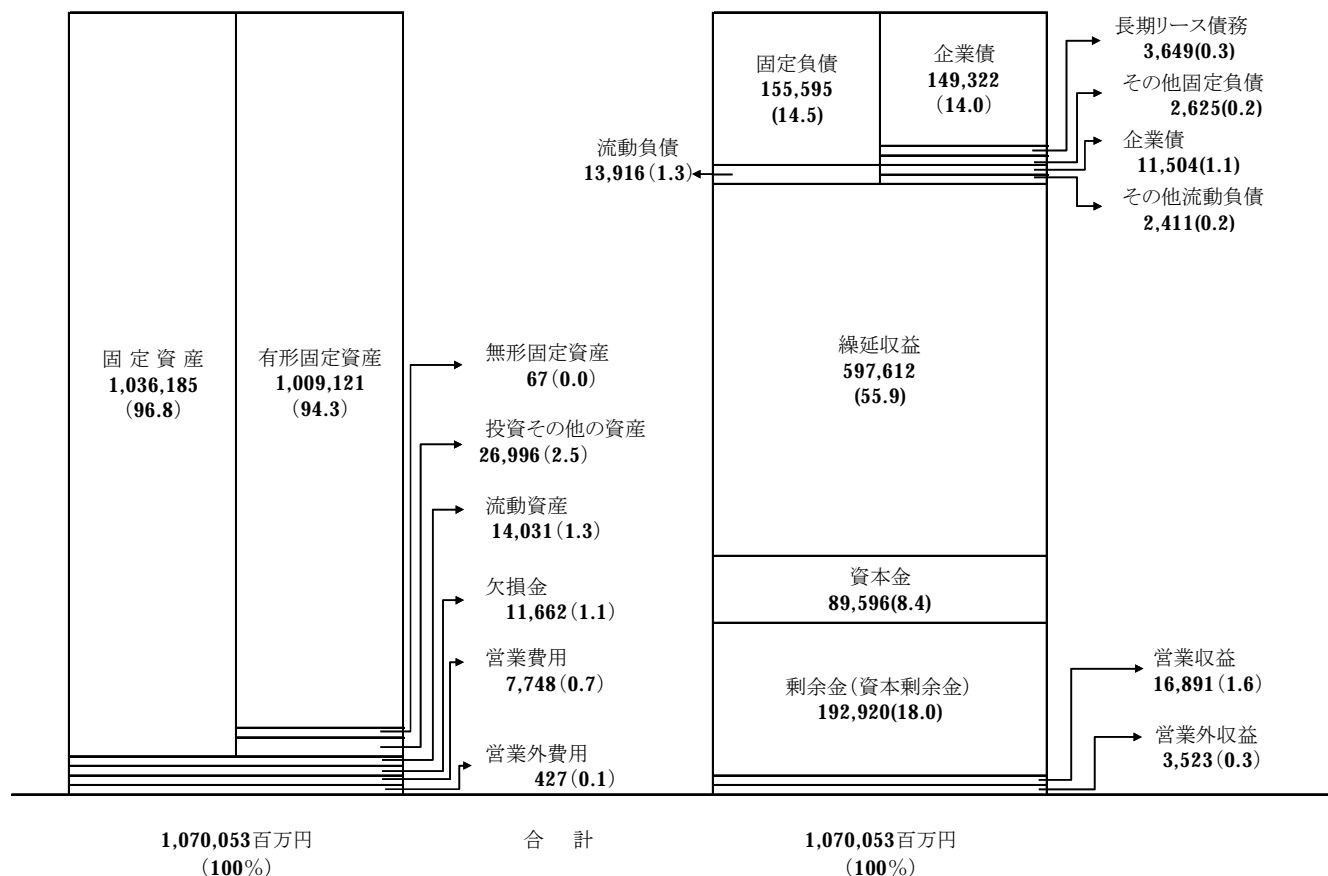 固 定 資 産
1,036,185
(96.8)
有形固定資産
1,009,121
(94.3)
無形固定資産
67(0.0)
投資その他の資産
26,996(2.5)
流動資産
14,031(1.3)
欠損金
11,662(1.1)
営業費用
7,748(0.7)
営業外費用
427(0.1)
1,070,053百万円
(100%)
合 計
固定負債
155,595
(14.5)
企業債
149,322
(14.0)
長期リース債務
3,649(0.3)
その他固定負債
2,625(0.2)
流動負債
13,916(1.3)
企業債
11,504(1.1)
その他流動負債
2,411(0.2)
繰延収益
597,612
(55.9)
資本金
89,596(8.4)
剰余金(資本剰余金)
192,920(18.0)
営業収益
16,891(1.6)
営業外収益
3,523(0.3)
1,070,053百万円
(100%)